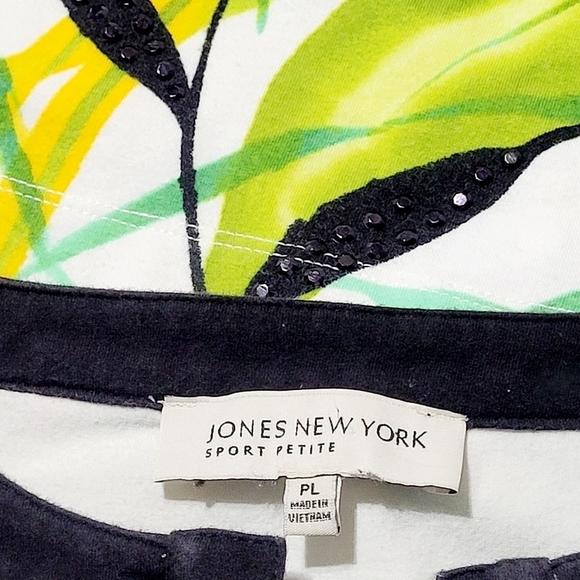 JONES NEW YORK
SPORT PETITE
PL
MADE IN
VIETNAM